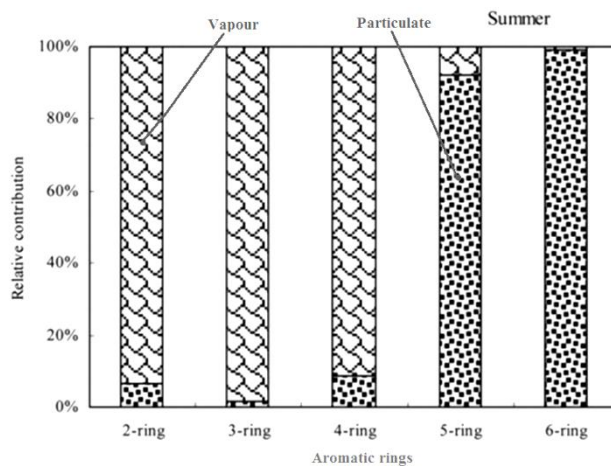 Vapour
Particulate
Summer
100%
80%
60%
40%
20%
0%
Relative contribution
2-ring
3-ring
4-ring
5-ring
6-ring
Aromatic rings